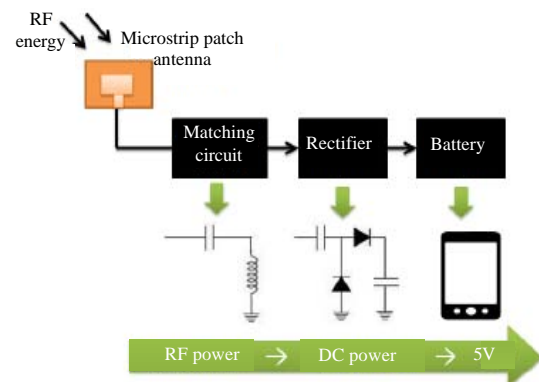 RF
energy
Microstrip patch
antenna
Matching
circuit
Rectifier
Battery
RF power → DC power → 5V